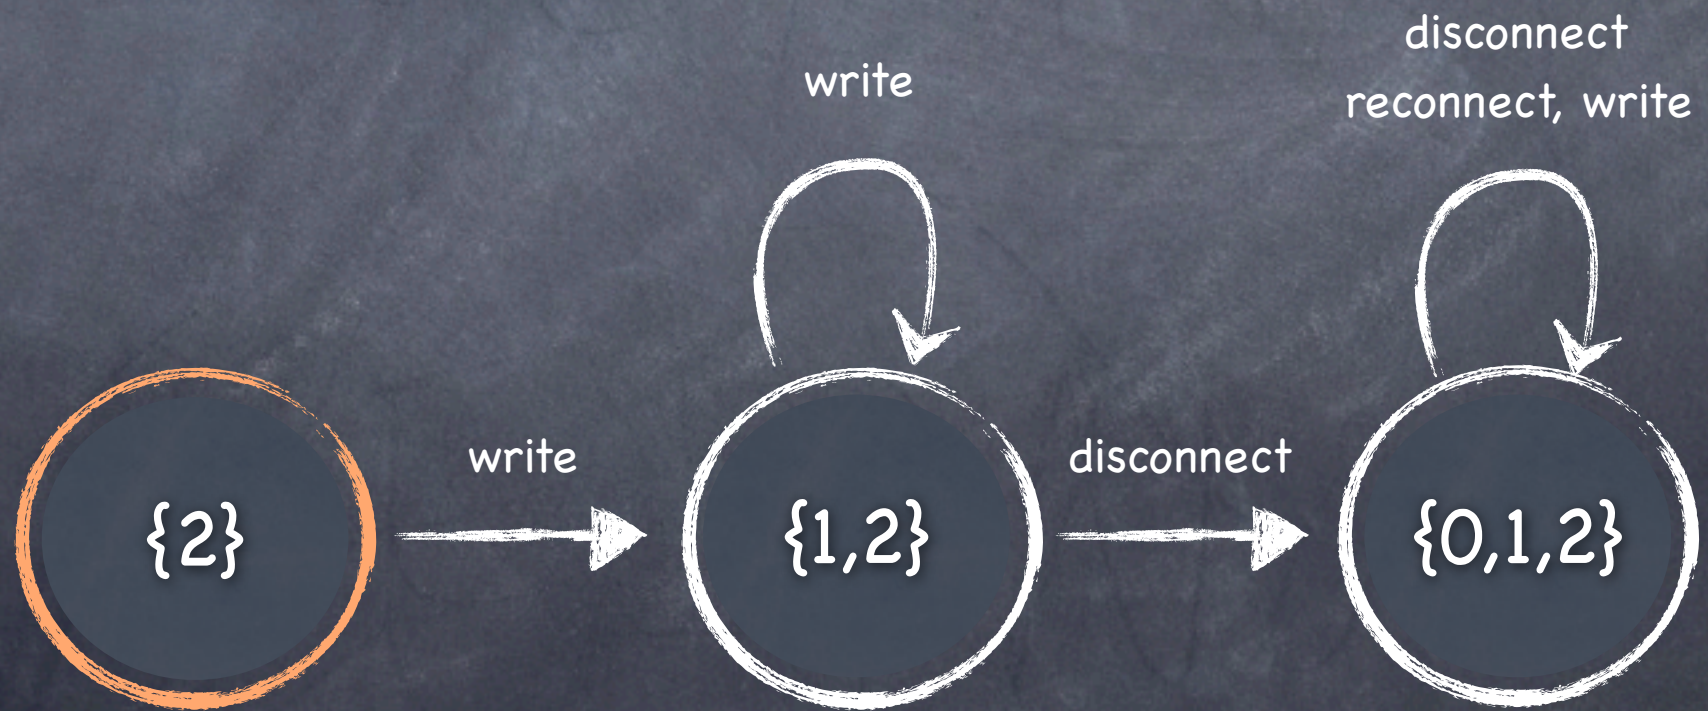 disconnect
reconnect, write
write
write
disconnect
{2}
{1,2}
{0,1,2}